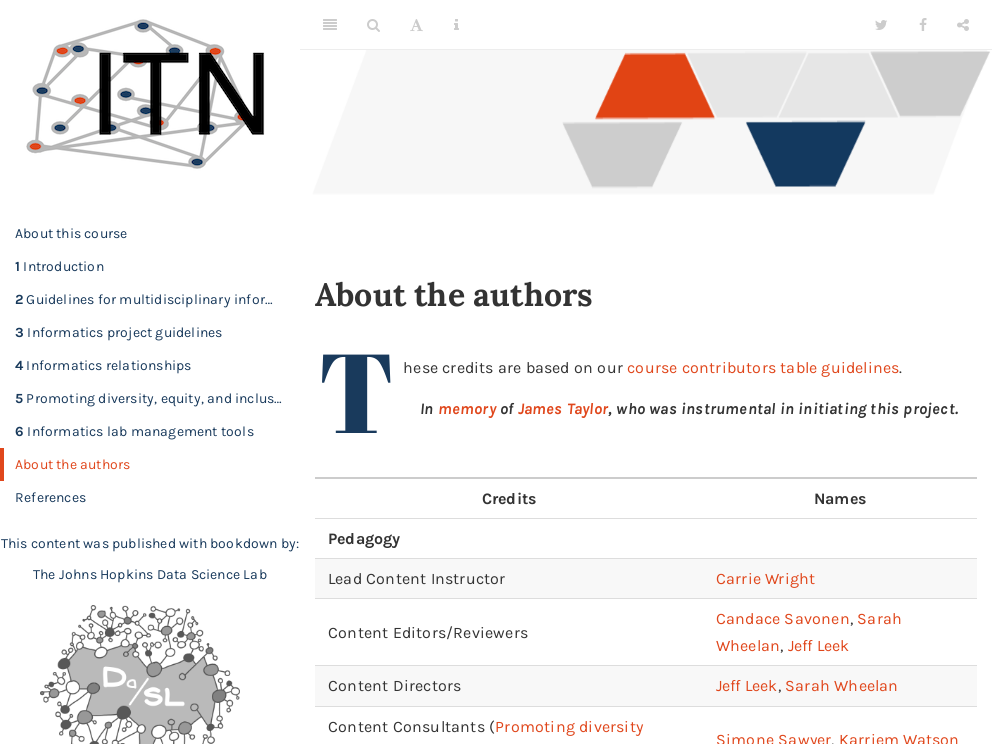 ITN
About this course
1 Introduction
2 Guidelines for multidisciplinary infor…
3 Informatics project guidelines
4 Informatics relationships
5 Promoting diversity, equity, and inclus…
6 Informatics lab management tools
About the authors
References
This content was published with bookdown by:
The Johns Hopkins Data Science Lab
Da/SL
A
About the authors
These credits are based on our course contributors table guidelines.
In memory of James Taylor, who was instrumental in initiating this project.
Credits Names
Pedagogy
Lead Content Instructor Carrie Wright
Content Editors/Reviewers Candace Savonen, Sarah
Wheelan, Jeff Leek
Content Directors Jeff Leek, Sarah Wheelan
Content Consultants (Promoting diversity
Simone Sawyer, Karriem Watson